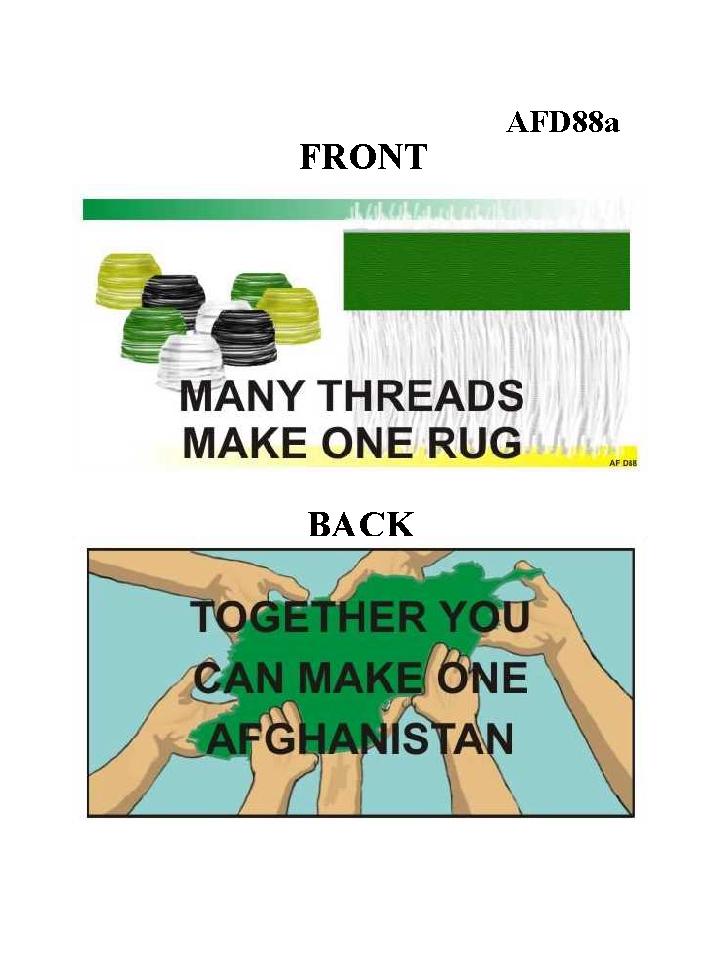 AFD88a
FRONT
MANY THREADS
MAKE ONE RUG
AF D88
BACK
TOGETHER YOU
CAN MAKE ONE
AFGHANISTAN